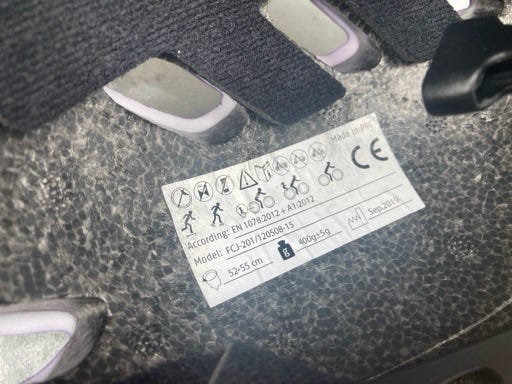 Made in PRC
CE
According: EN 1078:2012 + A1:2012
Model: FCJ-201/120508-15
52-55 cm
g
400g±5g
Sep.2019